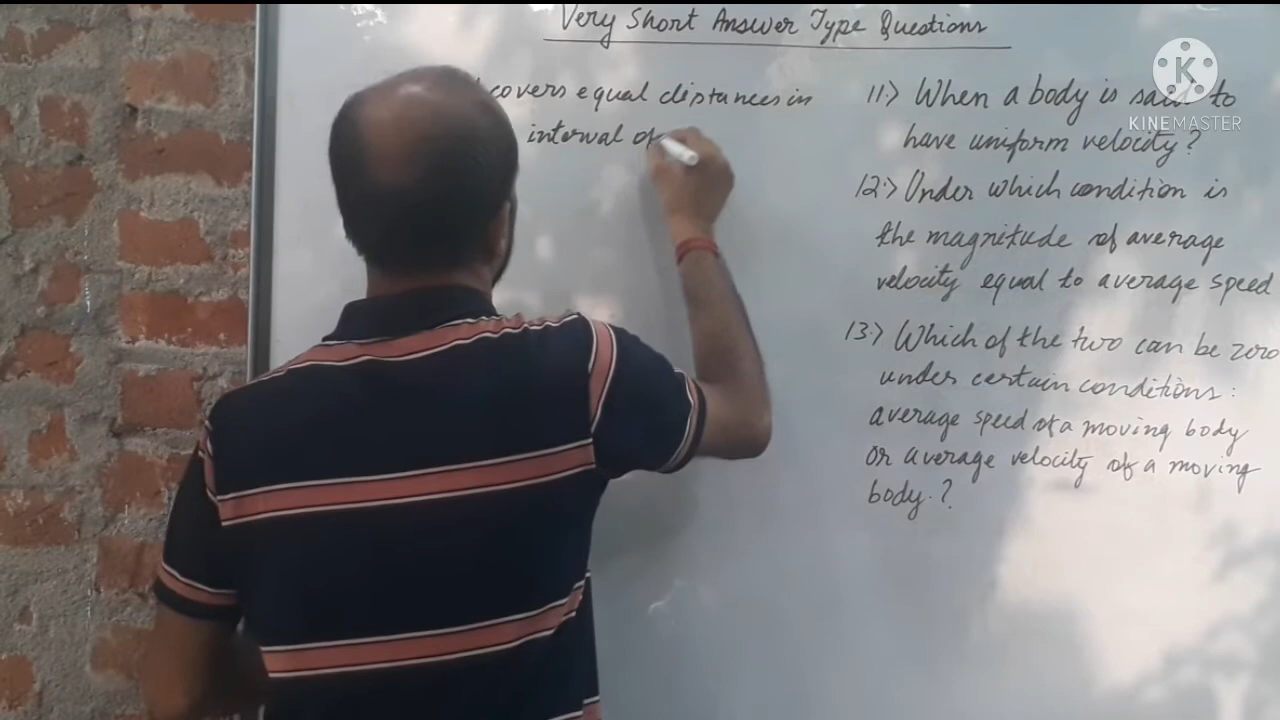 Very Short Answer Type Questions
covers equal distances in
interval of
11:> When a body is said to
have uniform velocity?
12:> Under which condition is
the magnitude of average
velocity equal to average speed
13:> Which of the two can be zero
under certain conditions:
average speed of a moving body
or average velocity of a moving
body.?
K
KINEMASTER